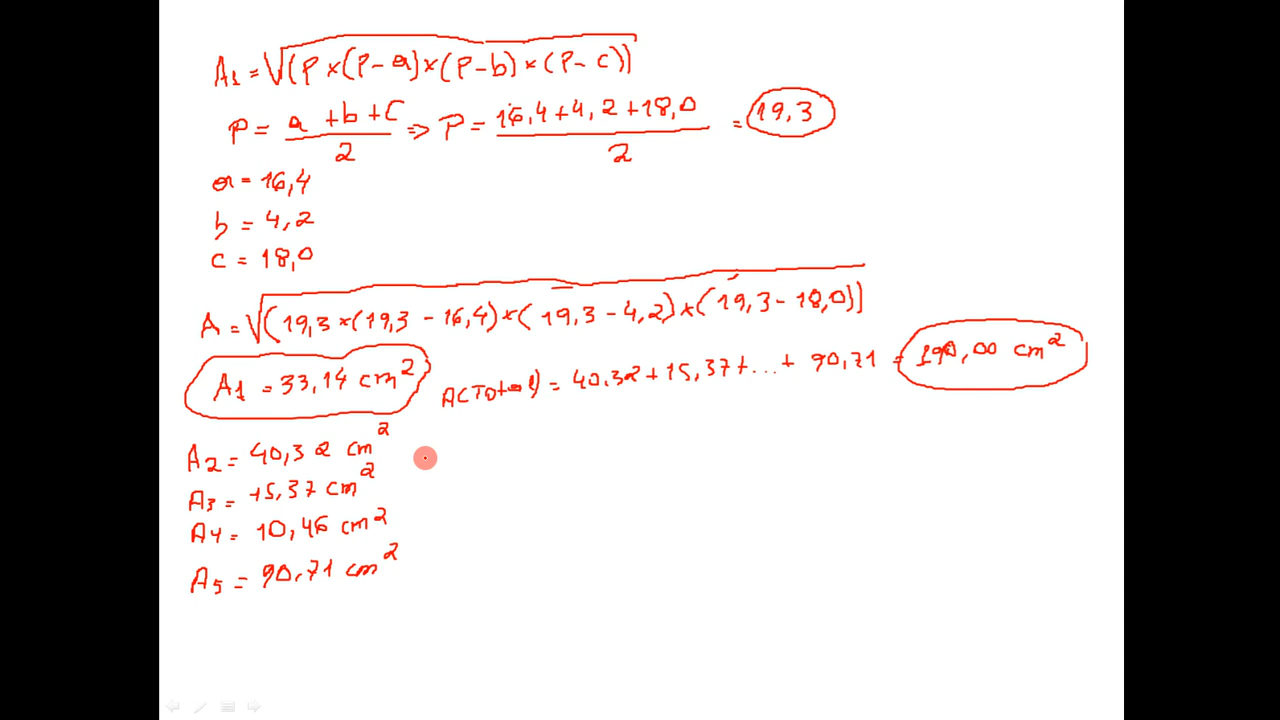 A1 = √(P×(P-a)×(P-b)×(P-c))
P = a+b+c/2 => P = 16,4+4,2+18,0/2 = 19,3
a = 16,4
b = 4,2
c = 18,0
A = √(19,3×(19,3-16,4)×(19,3-4,2)×(19,3-18,0))
A1 = 33,14 cm²
A(Total) = 40,32+15,37+...+ 90,71 = 190,00 cm²
A2 = 40,32 cm²
A3 = 15,37 cm²
A4 = 10,46 cm²
A5 = 90,71 cm²